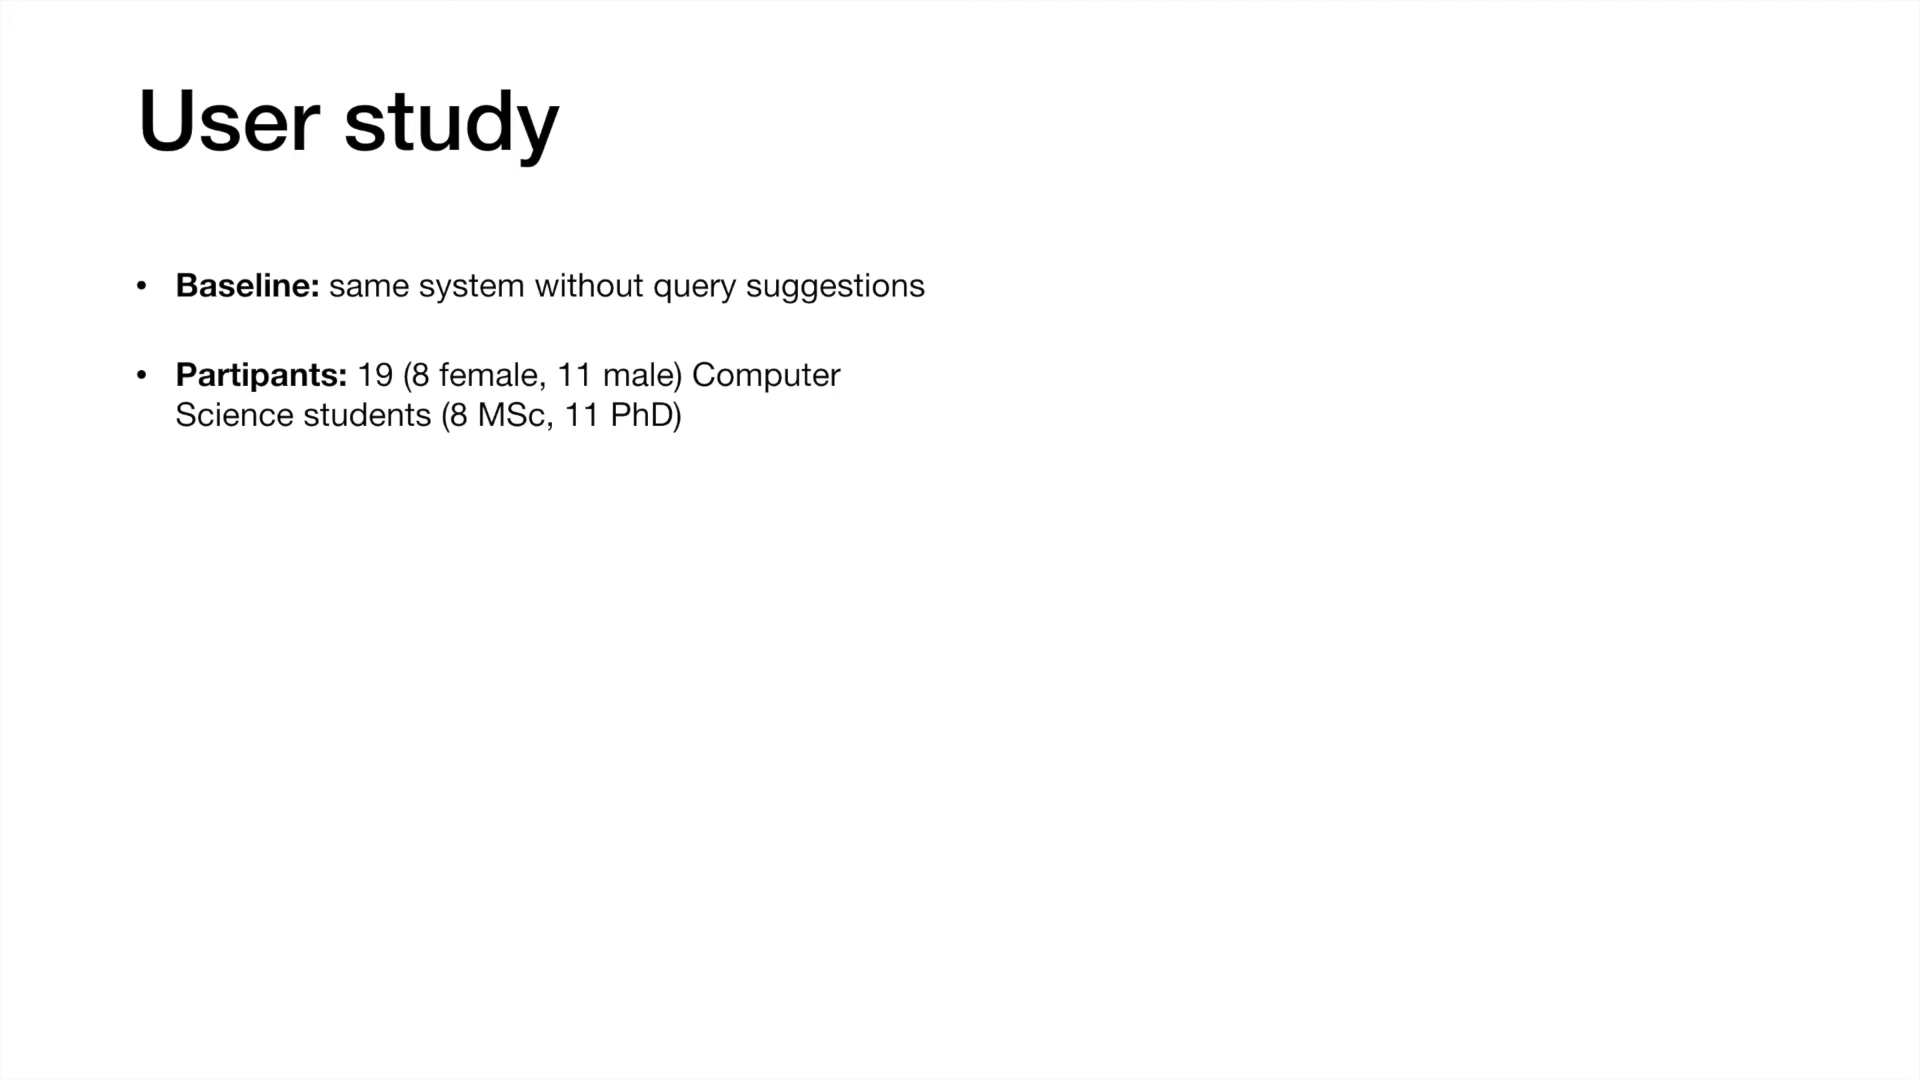 User study
• Baseline: same system without query suggestions
• Partipants: 19 (8 female, 11 male) Computer
Science students (8 MSc, 11 PhD)